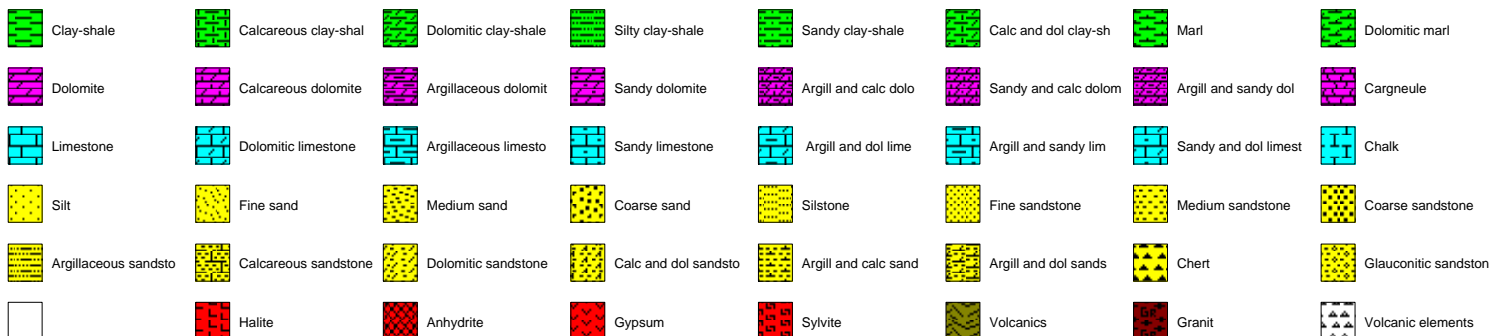 Clay-shale Calcareous clay-shal Dolomitic clay-shale Silty clay-shale Sandy clay-shale Calc and dol clay-sh Marl Dolomitic marl
Dolomite Calcareous dolomite Argillaceous dolomit Sandy dolomite Argill and calc dolo Sandy and calc dolom Argill and sandy dol Cargneule
Limestone Dolomitic limestone Argillaceous limesto Sandy limestone Argill and dol lime Argill and sandy lim Sandy and dol limest Chalk
Silt Fine sand Medium sand Coarse sand Silstone Fine sandstone Medium sandstone Coarse sandstone
Argillaceous sandsto Calcareous sandstone Dolomitic sandstone Calc and dol sandsto Argill and calc sand Argill and dol sands Chert Glauconitic sandston
Halite Anhydrite Gypsum Sylvite Volcanics Granit Volcanic elements